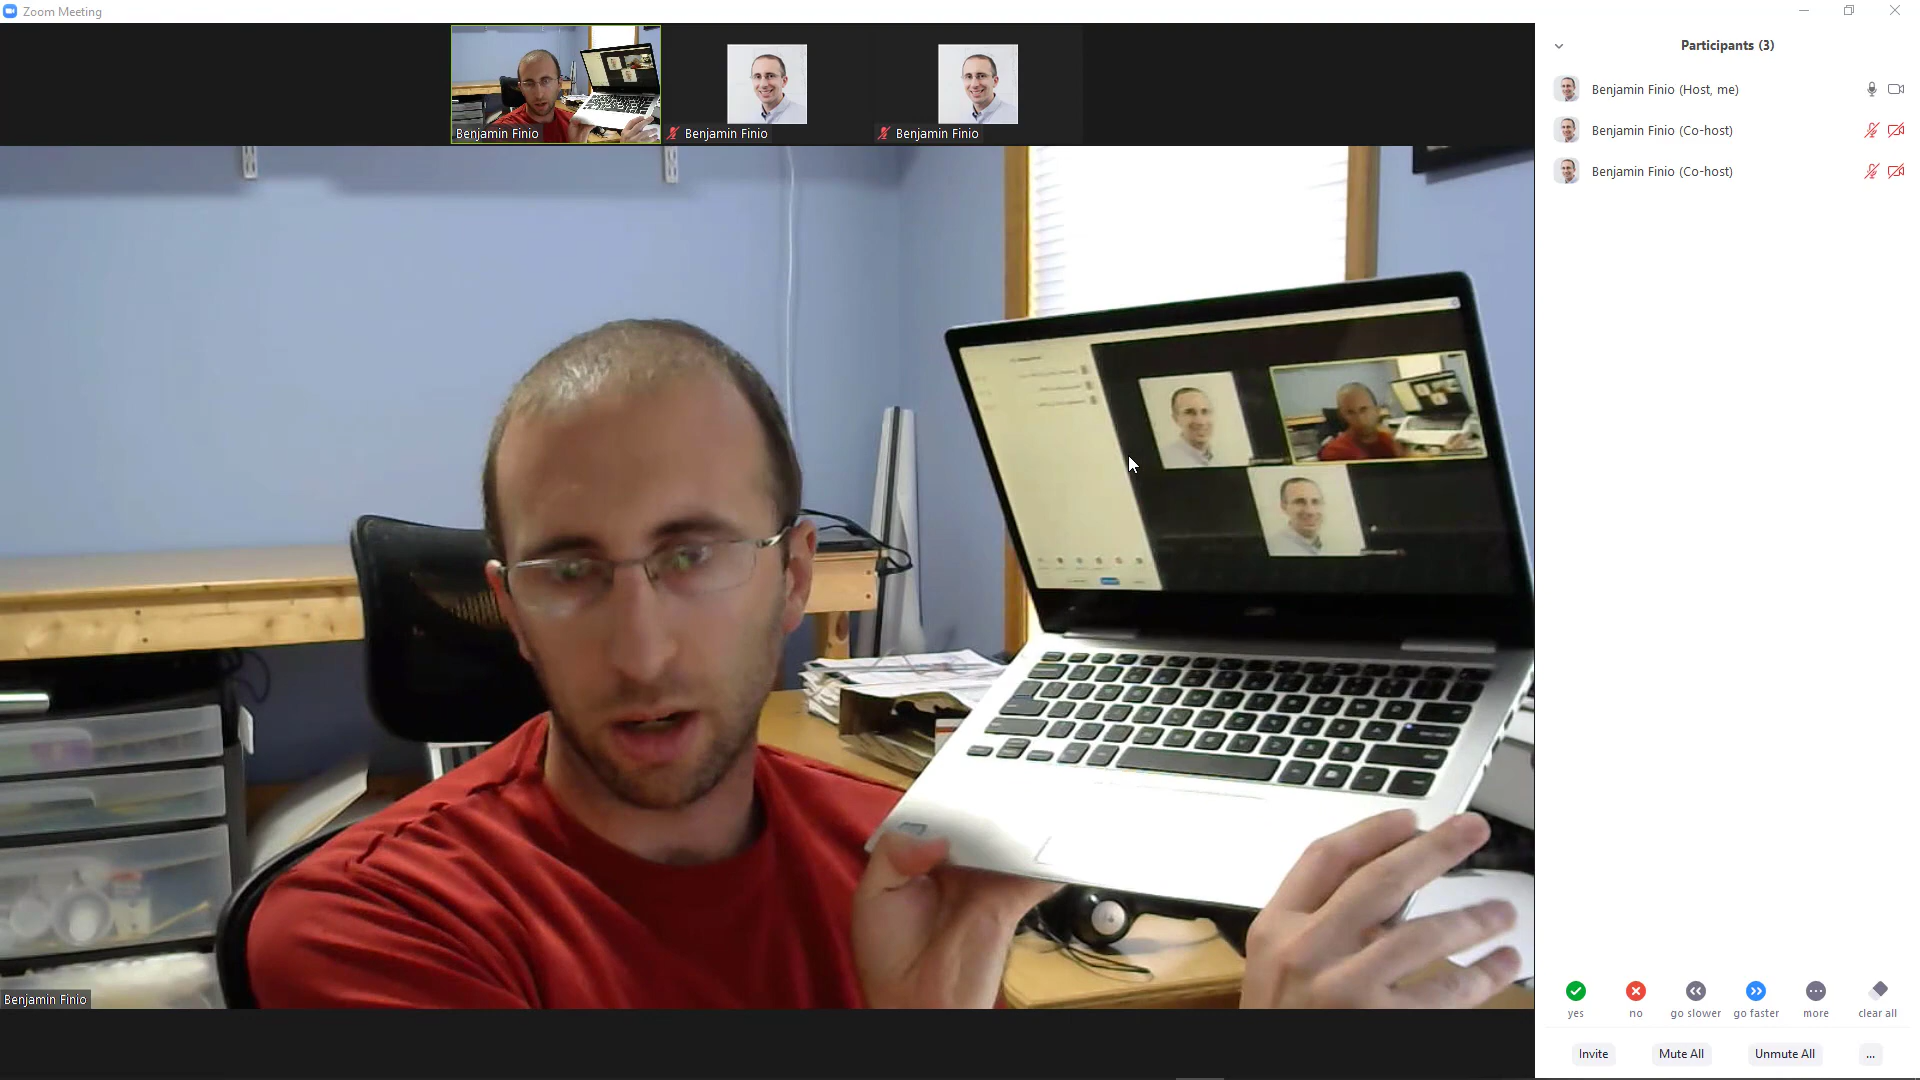 Zoom Meeting
Benjamin Finio
Benjamin Finio
Benjamin Finio
Participants (3)
Benjamin Finio (Host, me)
Benjamin Finio (Co-host)
Benjamin Finio (Co-host)
Benjamin Finio
yes
no
go slower
go faster
more
clear all
Invite
Mute All
Unmute All
...